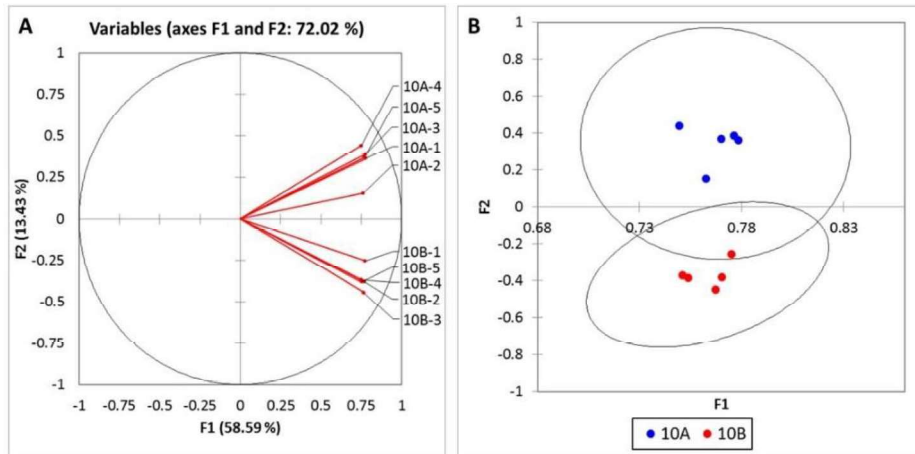 A
Variables (axes F1 and F2: 72.02 %)
1
0.75
0.5
0.25
0
-0.25
-0.5
-0.75
-1
F2 (13.43 %)
10A-4
10A-5
10A-3
10A-1
10A-2
10B-1
10B-5
10B-4
10B-2
10B-3
-1 -0.75 -0.5 -0.25 0 0.25 0.5 0.75 1
F1 (58.59 %)
B
1
0.8
0.6
0.4
0.2
0
-0.2
-0.4
-0.6
-0.8
-1
F2
0.68 0.73 0.78 0.83
F1
10A 10B